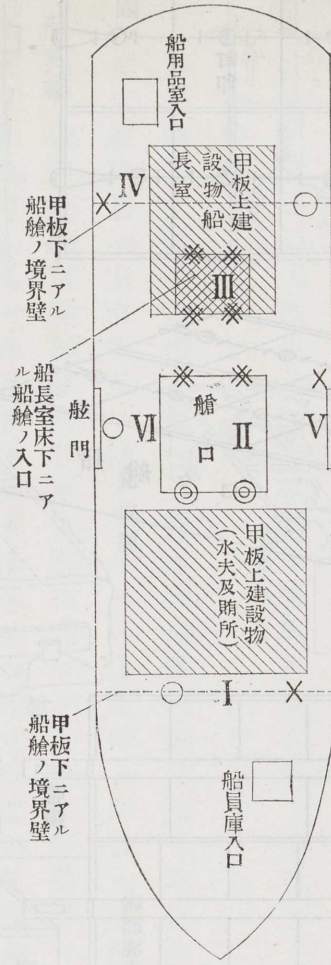 船用品室入口
甲板上建
設物船
長室
IV
甲板下ニアル
船艙ノ境界壁
III
船長室床下ニア
ル船艙ノ入口
舷門
VI
艙口
II
V
甲板上建設物
(水夫及賄所)
I
甲板下ニアル
船艙ノ境界壁
船員庫入口